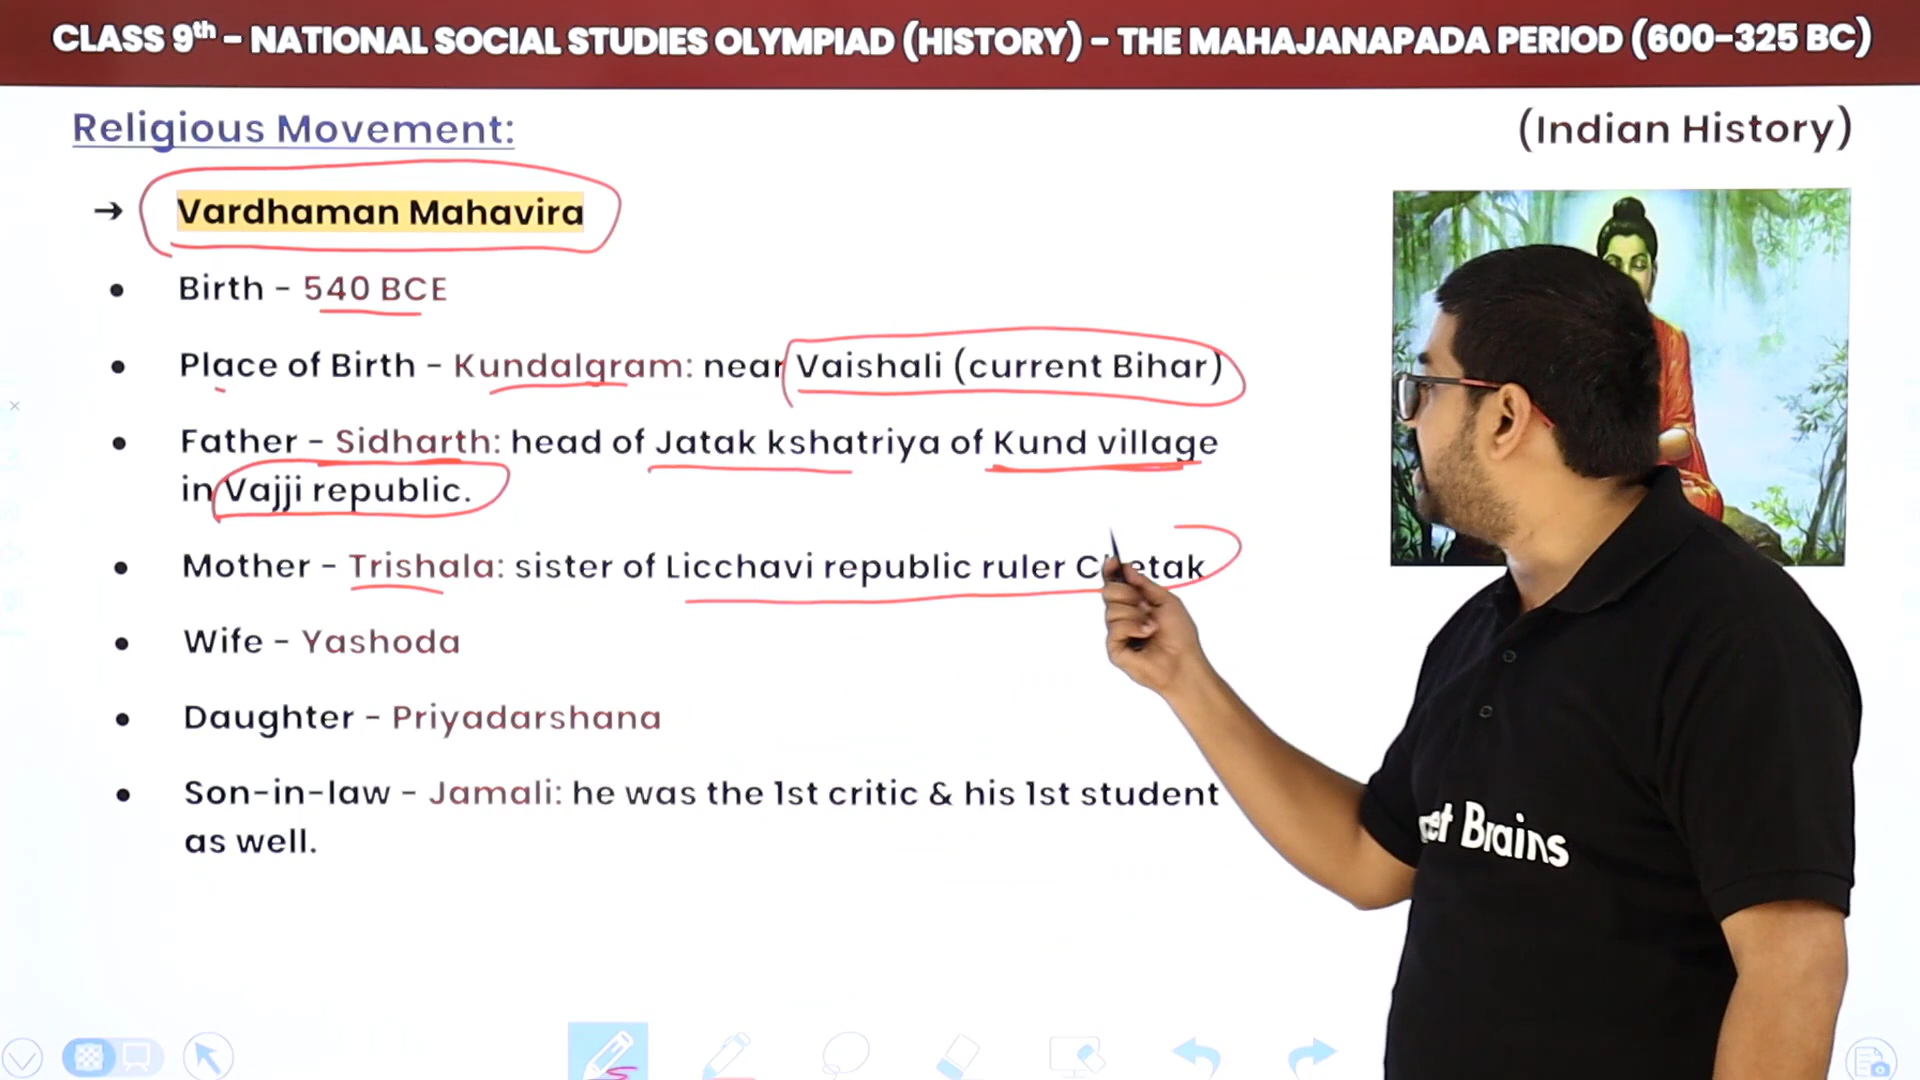 CLASS 9th – NATIONAL SOCIAL STUDIES OLYMPIAD (HISTORY) – THE MAHAJANAPADA PERIOD (600–325 BC)
Religious Movement:
(Indian History)
→ Vardhaman Mahavira
• Birth – 540 BCE
• Place of Birth – Kundalgram: near Vaishali (current Bihar)
• Father – Sidharth: head of Jatak kshatriya of Kund village
in Vajji republic.
• Mother – Trishala: sister of Licchavi republic ruler Chetak
• Wife – Yashoda
• Daughter – Priyadarshana
• Son-in-law – Jamali: he was the 1st critic & his 1st student
as well.
Brains